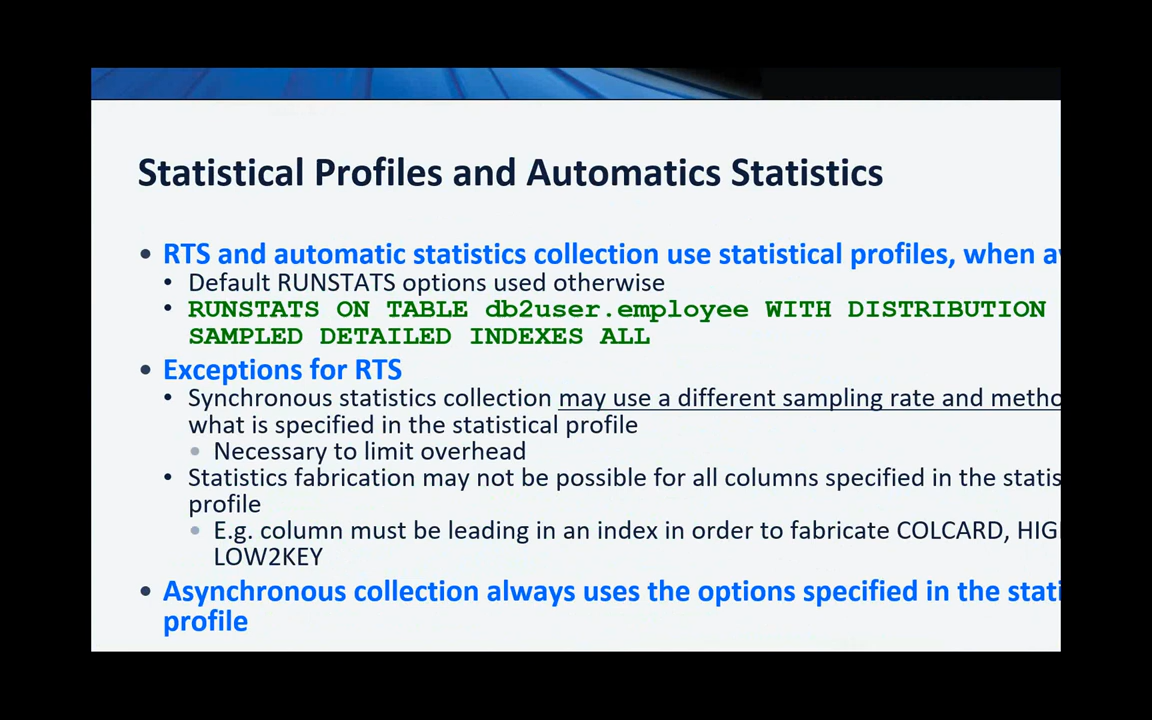 Statistical Profiles and Automatics Statistics
• RTS and automatic statistics collection use statistical profiles, when
• Default RUNSTATS options used otherwise
• RUNSTATS ON TABLE db2user.employee WITH DISTRIBUTION
SAMPLED DETAILED INDEXES ALL
• Exceptions for RTS
• Synchronous statistics collection may use a different sampling rate and
what is specified in the statistical profile
• Necessary to limit overhead
• Statistics fabrication may not be possible for all columns specified in the
profile
• E.g. column must be leading in an index in order to fabricate COLCARD,
LOW2KEY
• Asynchronous collection always uses the options specified in the
profile